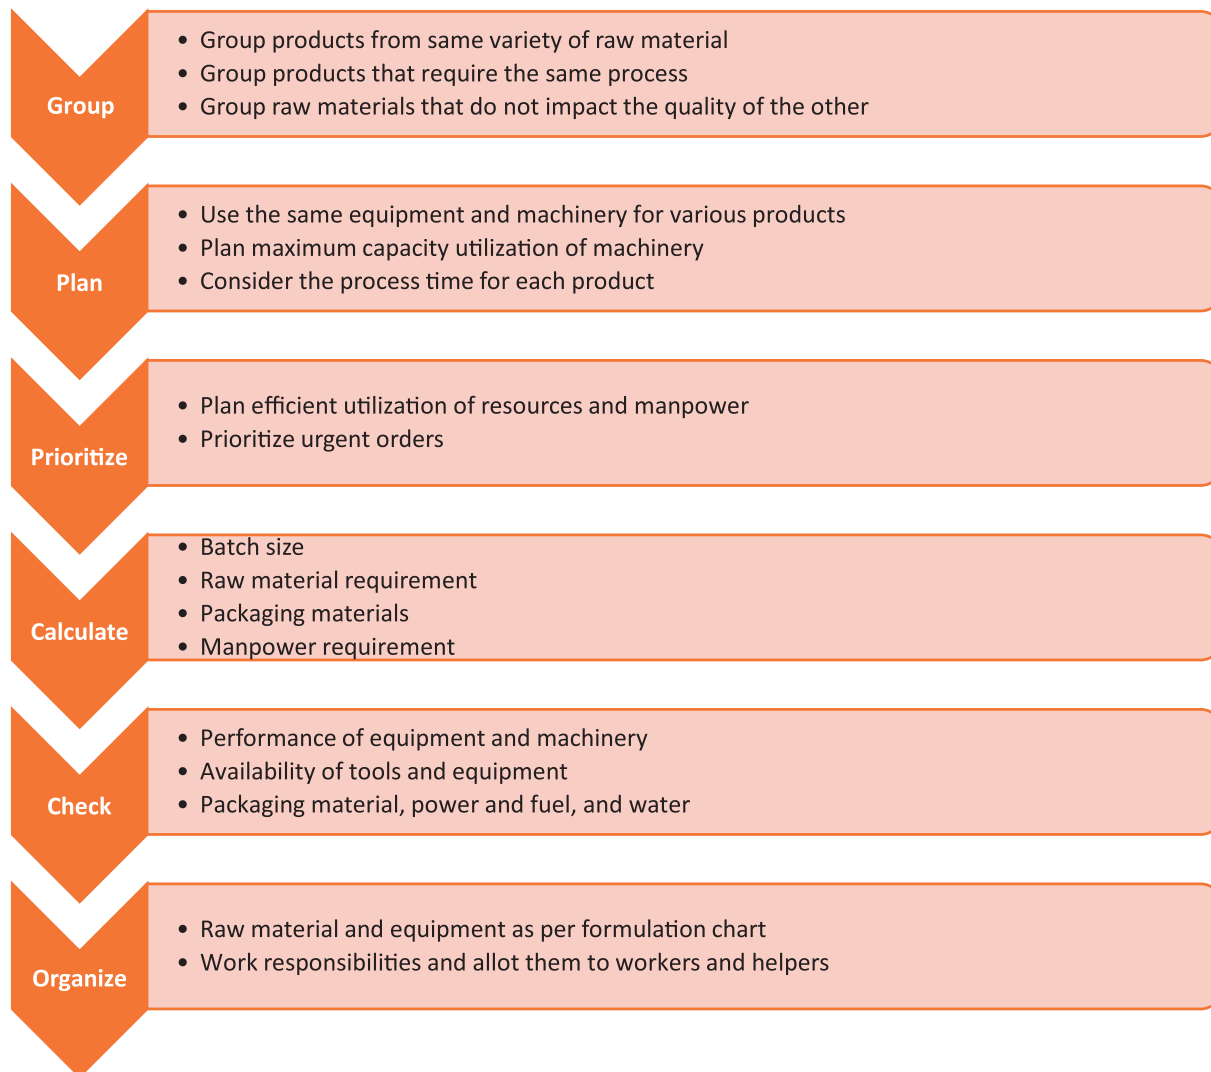 Group
• Group products from same variety of raw material
• Group products that require the same process
• Group raw materials that do not impact the quality of the other
Plan
• Use the same equipment and machinery for various products
• Plan maximum capacity utilization of machinery
• Consider the process time for each product
Prioritize
• Plan efficient utilization of resources and manpower
• Prioritize urgent orders
Calculate
• Batch size
• Raw material requirement
• Packaging materials
• Manpower requirement
Check
• Performance of equipment and machinery
• Availability of tools and equipment
• Packaging material, power and fuel, and water
Organize
• Raw material and equipment as per formulation chart
• Work responsibilities and allot them to workers and helpers